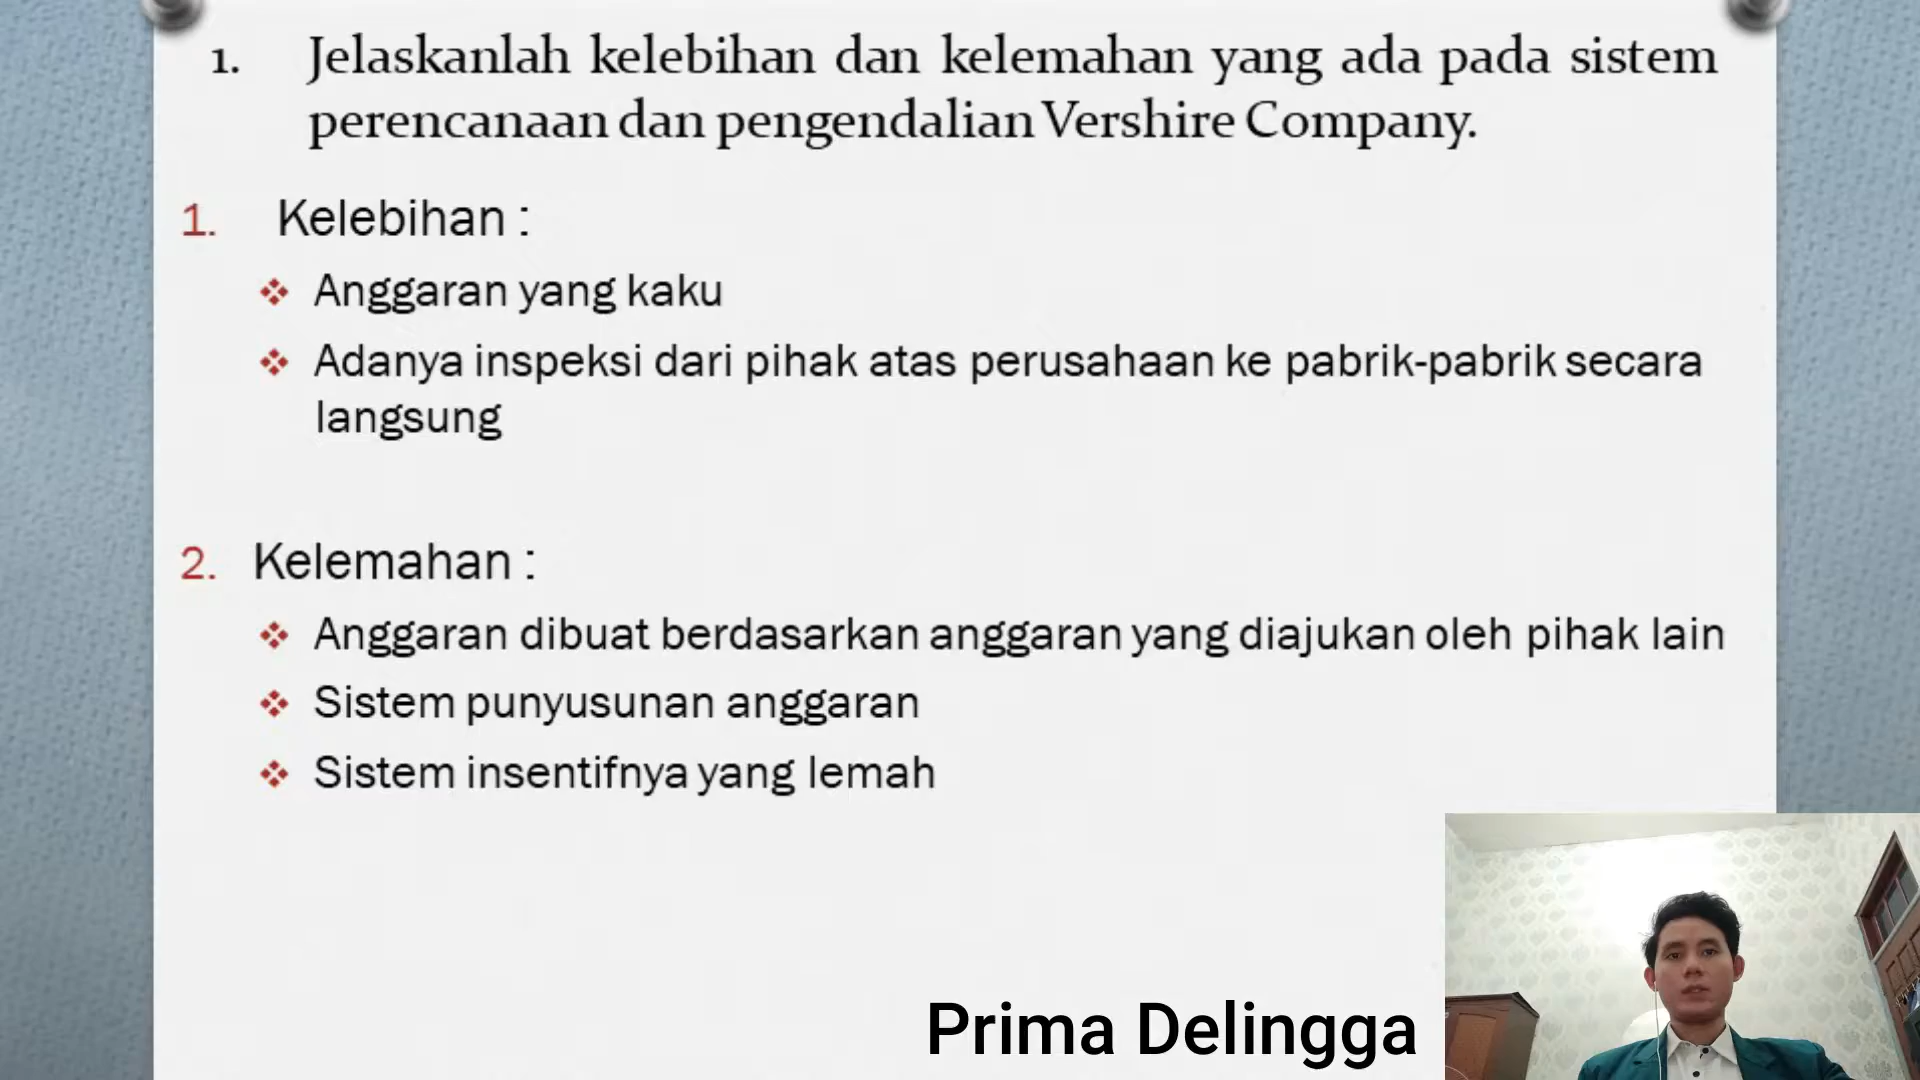 1. Jelaskanlah kelebihan dan kelemahan yang ada pada sistem
perencanaan dan pengendalian Vershire Company.
1. Kelebihan :
Anggaran yang kaku
Adanya inspeksi dari pihak atas perusahaan ke pabrik-pabrik secara
langsung
2. Kelemahan :
Anggaran dibuat berdasarkan anggaran yang diajukan oleh pihak lain
Sistem punyusunan anggaran
Sistem insentifnya yang lemah
Prima Delingga